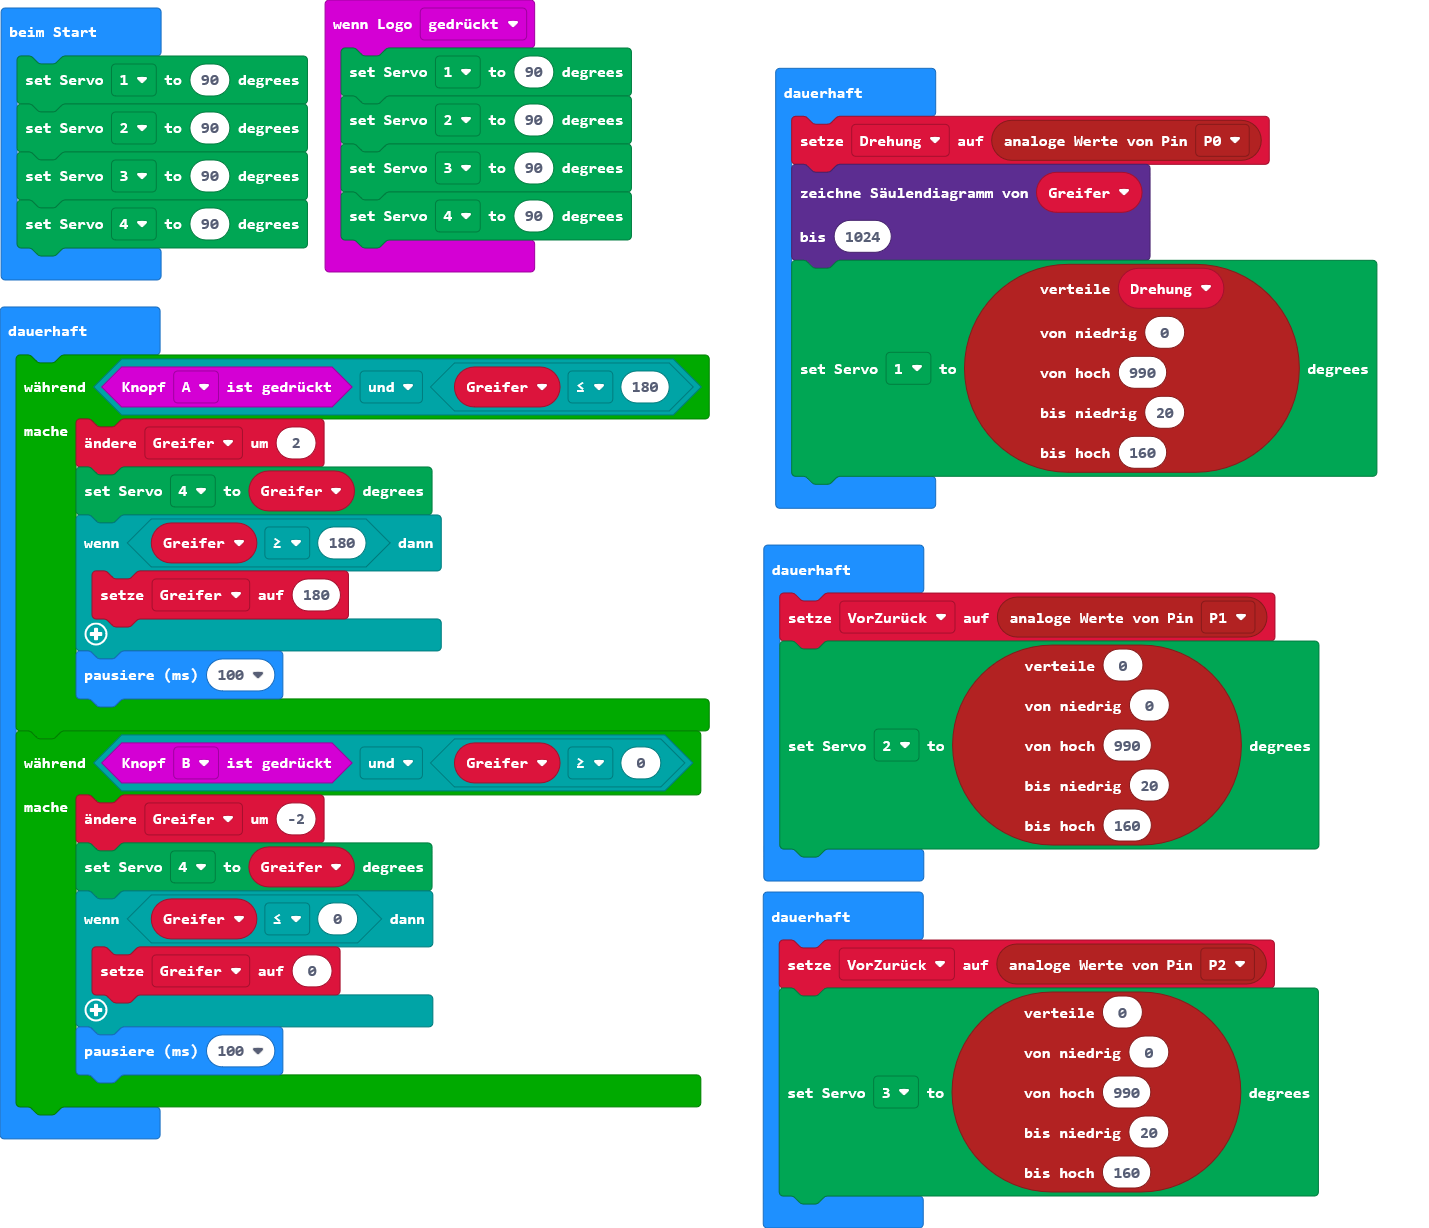 beim Start
set Servo 1 to 90 degrees
set Servo 2 to 90 degrees
set Servo 3 to 90 degrees
set Servo 4 to 90 degrees
wenn Logo gedrückt
set Servo 1 to 90 degrees
set Servo 2 to 90 degrees
set Servo 3 to 90 degrees
set Servo 4 to 90 degrees
dauerhaft
während Knopf A ist gedrückt und Greifer ≤ 180
mache
ändere Greifer um 2
set Servo 4 to Greifer degrees
wenn Greifer ≥ 180 dann
setze Greifer auf 180
pausiere (ms) 100
während Knopf B ist gedrückt und Greifer ≥ 0
mache
ändere Greifer um -2
set Servo 4 to Greifer degrees
wenn Greifer ≤ 0 dann
setze Greifer auf 0
pausiere (ms) 100
dauerhaft
setze Drehung auf analoge Werte von Pin P0
zeichne Säulendiagramm von Greifer
bis 1024
set Servo 1 to
verteile Drehung
von niedrig 0
von hoch 990
bis niedrig 20
bis hoch 160
degrees
dauerhaft
setze VorZurück auf analoge Werte von Pin P1
set Servo 2 to
verteile 0
von niedrig 0
von hoch 990
bis niedrig 20
bis hoch 160
degrees
dauerhaft
setze VorZurück auf analoge Werte von Pin P2
set Servo 3 to
verteile 0
von niedrig 0
von hoch 990
bis niedrig 20
bis hoch 160
degrees